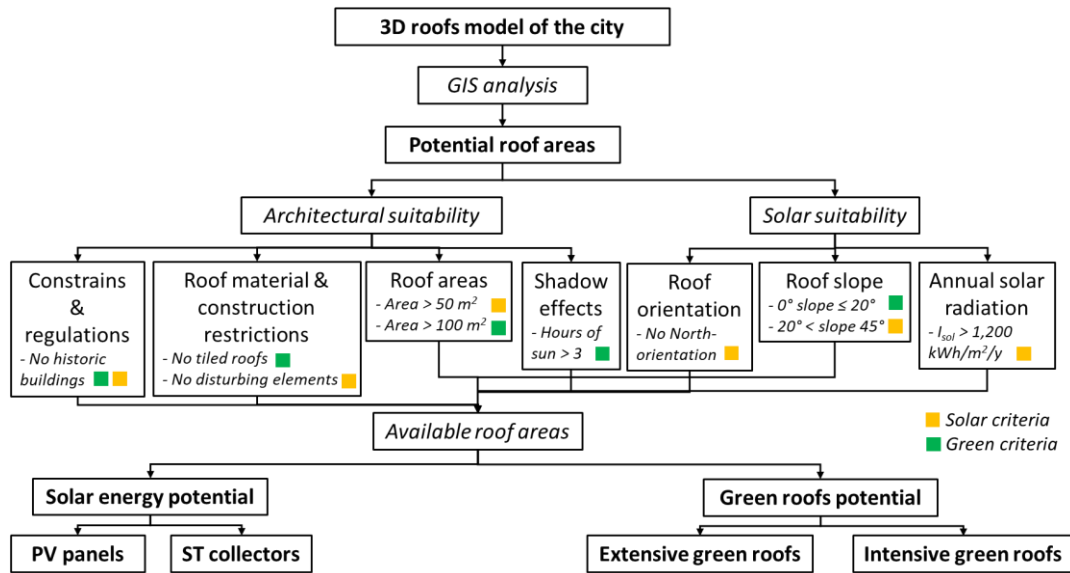 3D roofs model of the city
GIS analysis
Potential roof areas
Architectural suitability
Solar suitability
Constrains
&
regulations
- No historic
buildings
Roof material &
construction
restrictions
- No tiled roofs
- No disturbing elements
Roof areas
- Area > 50 m²
- Area > 100 m²
Shadow
effects
- Hours of
sun > 3
Roof
orientation
- No North-
orientation
Roof slope
- 0° slope ≤ 20°
- 20° < slope 45°
Annual solar
radiation
- Isol > 1,200
kWh/m²/y
Available roof areas
Solar criteria
Green criteria
Solar energy potential
Green roofs potential
PV panels
ST collectors
Extensive green roofs
Intensive green roofs